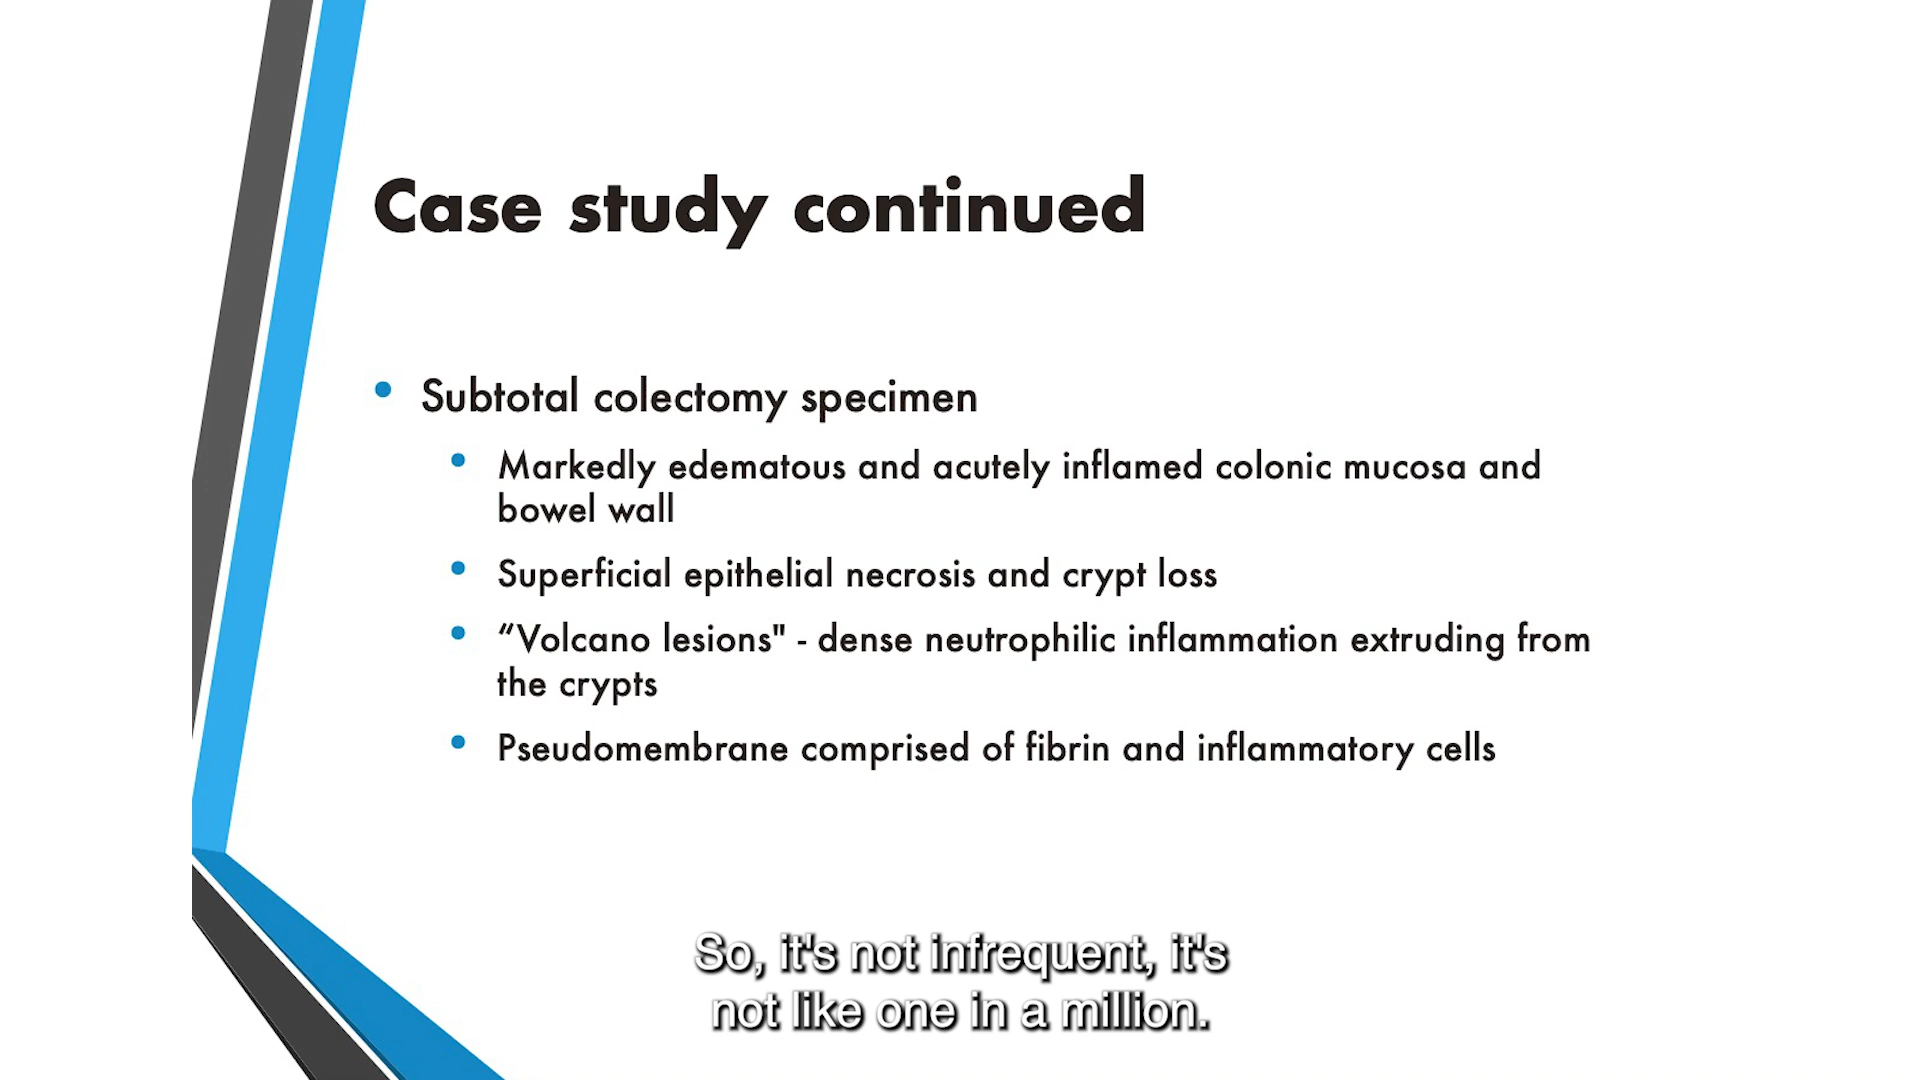 Case study continued
• Subtotal colectomy specimen
• Markedly edematous and acutely inflamed colonic mucosa and
bowel wall
• Superficial epithelial necrosis and crypt loss
• “Volcano lesions" - dense neutrophilic inflammation extruding from
the crypts
• Pseudomembrane comprised of fibrin and inflammatory cells
So, it's not infrequent, it's
not like one in a million.